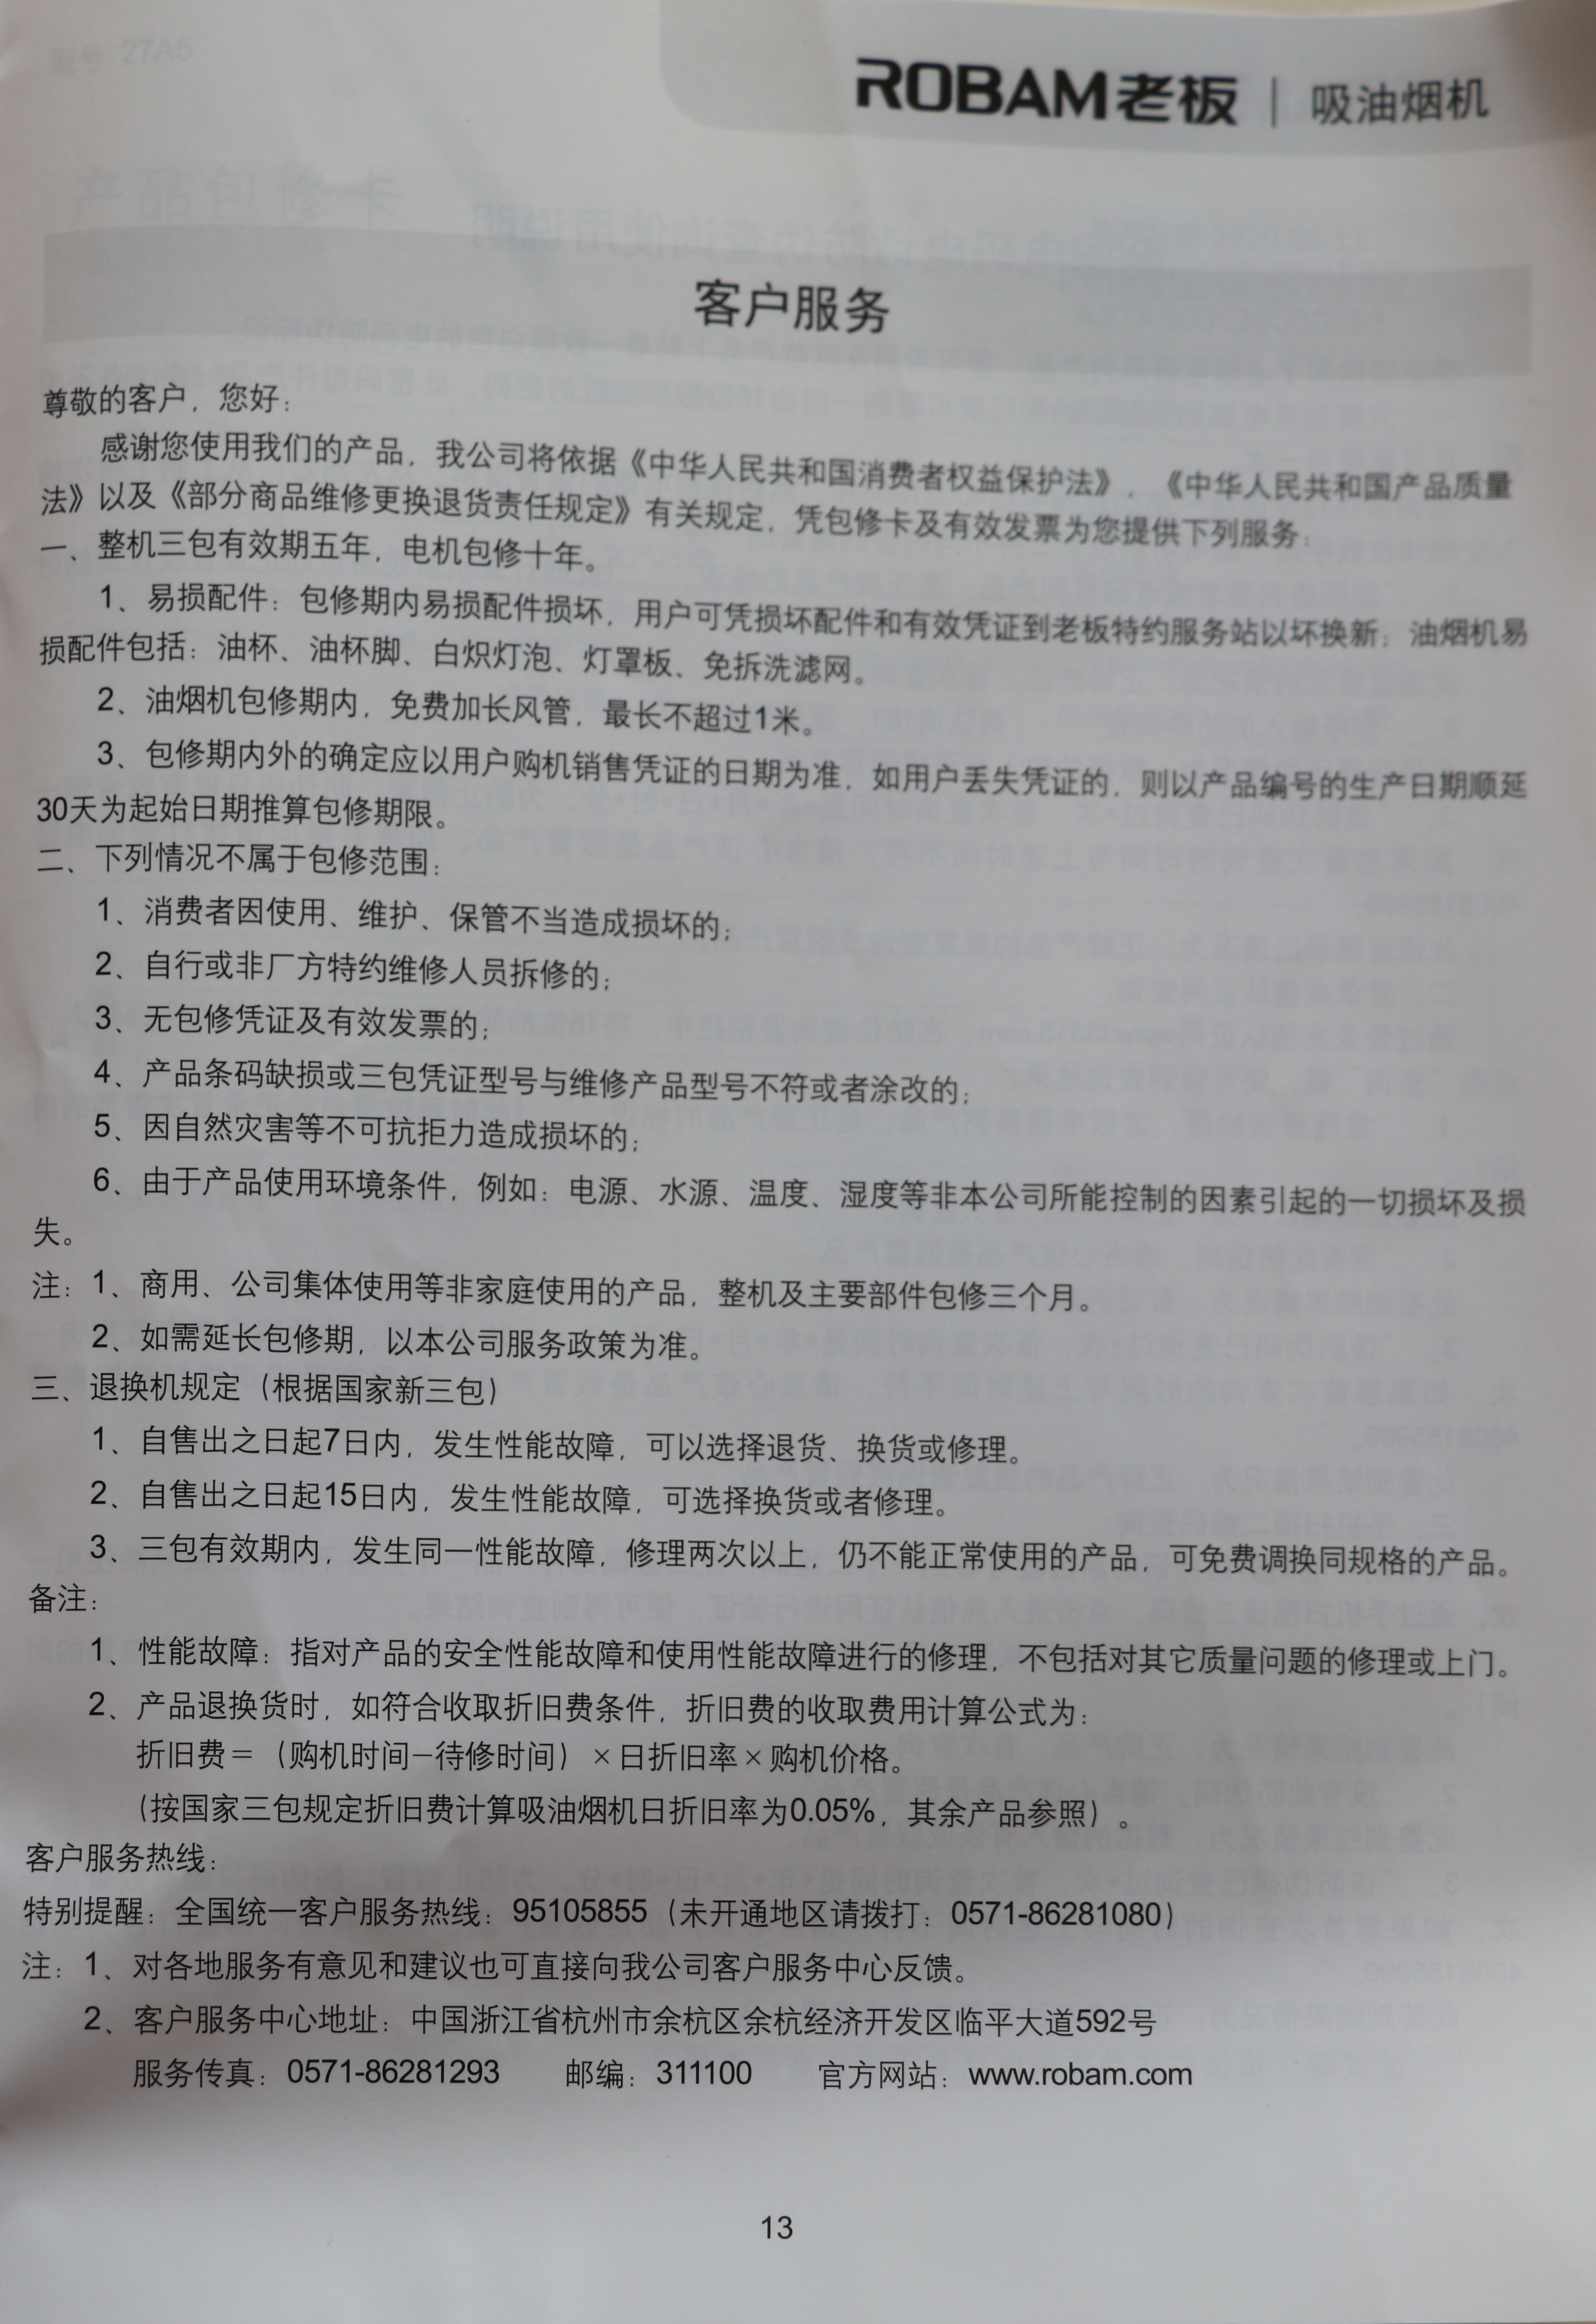 ROBAM老板 | 吸油烟机
客户服务
尊敬的客户，您好：
感谢您使用我们的产品，我公司将依据《中华人民共和国消费者权益保护法》，《中华人民共和国产品质量
法》以及《部分商品维修更换退货责任规定》有关规定，凭包修卡及有效发票为您提供下列服务：
一、整机三包有效期五年，电机包修十年。
1、易损配件：包修期内易损配件损坏，用户可凭损坏配件和有效凭证到老板特约服务站以坏换新；油烟机易
损配件包括：油杯、油杯脚、白炽灯泡、灯罩板、免拆洗滤网。
2、油烟机包修期内，免费加长风管，最长不超过1米。
3、包修期内外的确定应以用户购机销售凭证的日期为准，如用户丢失凭证的，则以产品编号的生产日期顺延
30天为起始日期推算包修期限。
二、下列情况不属于包修范围：
1、消费者因使用、维护、保管不当造成损坏的；
2、自行或非厂方特约维修人员拆修的；
3、无包修凭证及有效发票的；
4、产品条码缺损或三包凭证型号与维修产品型号不符或者涂改的；
5、因自然灾害等不可抗拒力造成损坏的；
6、由于产品使用环境条件，例如：电源、水源、温度、湿度等非本公司所能控制的因素引起的一切损坏及损
失。
注：1、商用、公司集体使用等非家庭使用的产品，整机及主要部件包修三个月。
2、如需延长包修期，以本公司服务政策为准。
三、退换机规定（根据国家新三包）
1、自售出之日起7日内，发生性能故障，可以选择退货、换货或修理。
2、自售出之日起15日内，发生性能故障，可选择换货或者修理。
3、三包有效期内，发生同一性能故障，修理两次以上，仍不能正常使用的产品，可免费调换同规格的产品。
备注：
1、性能故障：指对产品的安全性能故障和使用性能故障进行的修理，不包括对其它质量问题的修理或上门。
2、产品退换货时，如符合收取折旧费条件，折旧费的收取费用计算公式为：
折旧费＝（购机时间－待修时间）×日折旧率×购机价格。
（按国家三包规定折旧费计算吸油烟机日折旧率为0.05%，其余产品参照）。
客户服务热线：
特别提醒：全国统一客户服务热线：95105855（未开通地区请拨打：0571-86281080）
注：1、对各地服务有意见和建议也可直接向我公司客户服务中心反馈。
2、客户服务中心地址：中国浙江省杭州市余杭区余杭经济开发区临平大道592号
服务传真：0571-86281293 邮编：311100 官方网站：www.robam.com
13